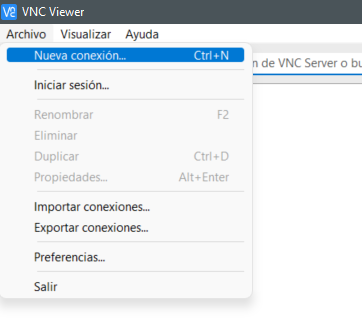 VNC Viewer
Archivo Visualizar Ayuda
Nueva conexión... Ctrl+N
de VNC Server o bu
Iniciar sesión...
Renombrar F2
Eliminar
Duplicar Ctrl+D
Propiedades... Alt+Enter
Importar conexiones...
Exportar conexiones...
Preferencias...
Salir